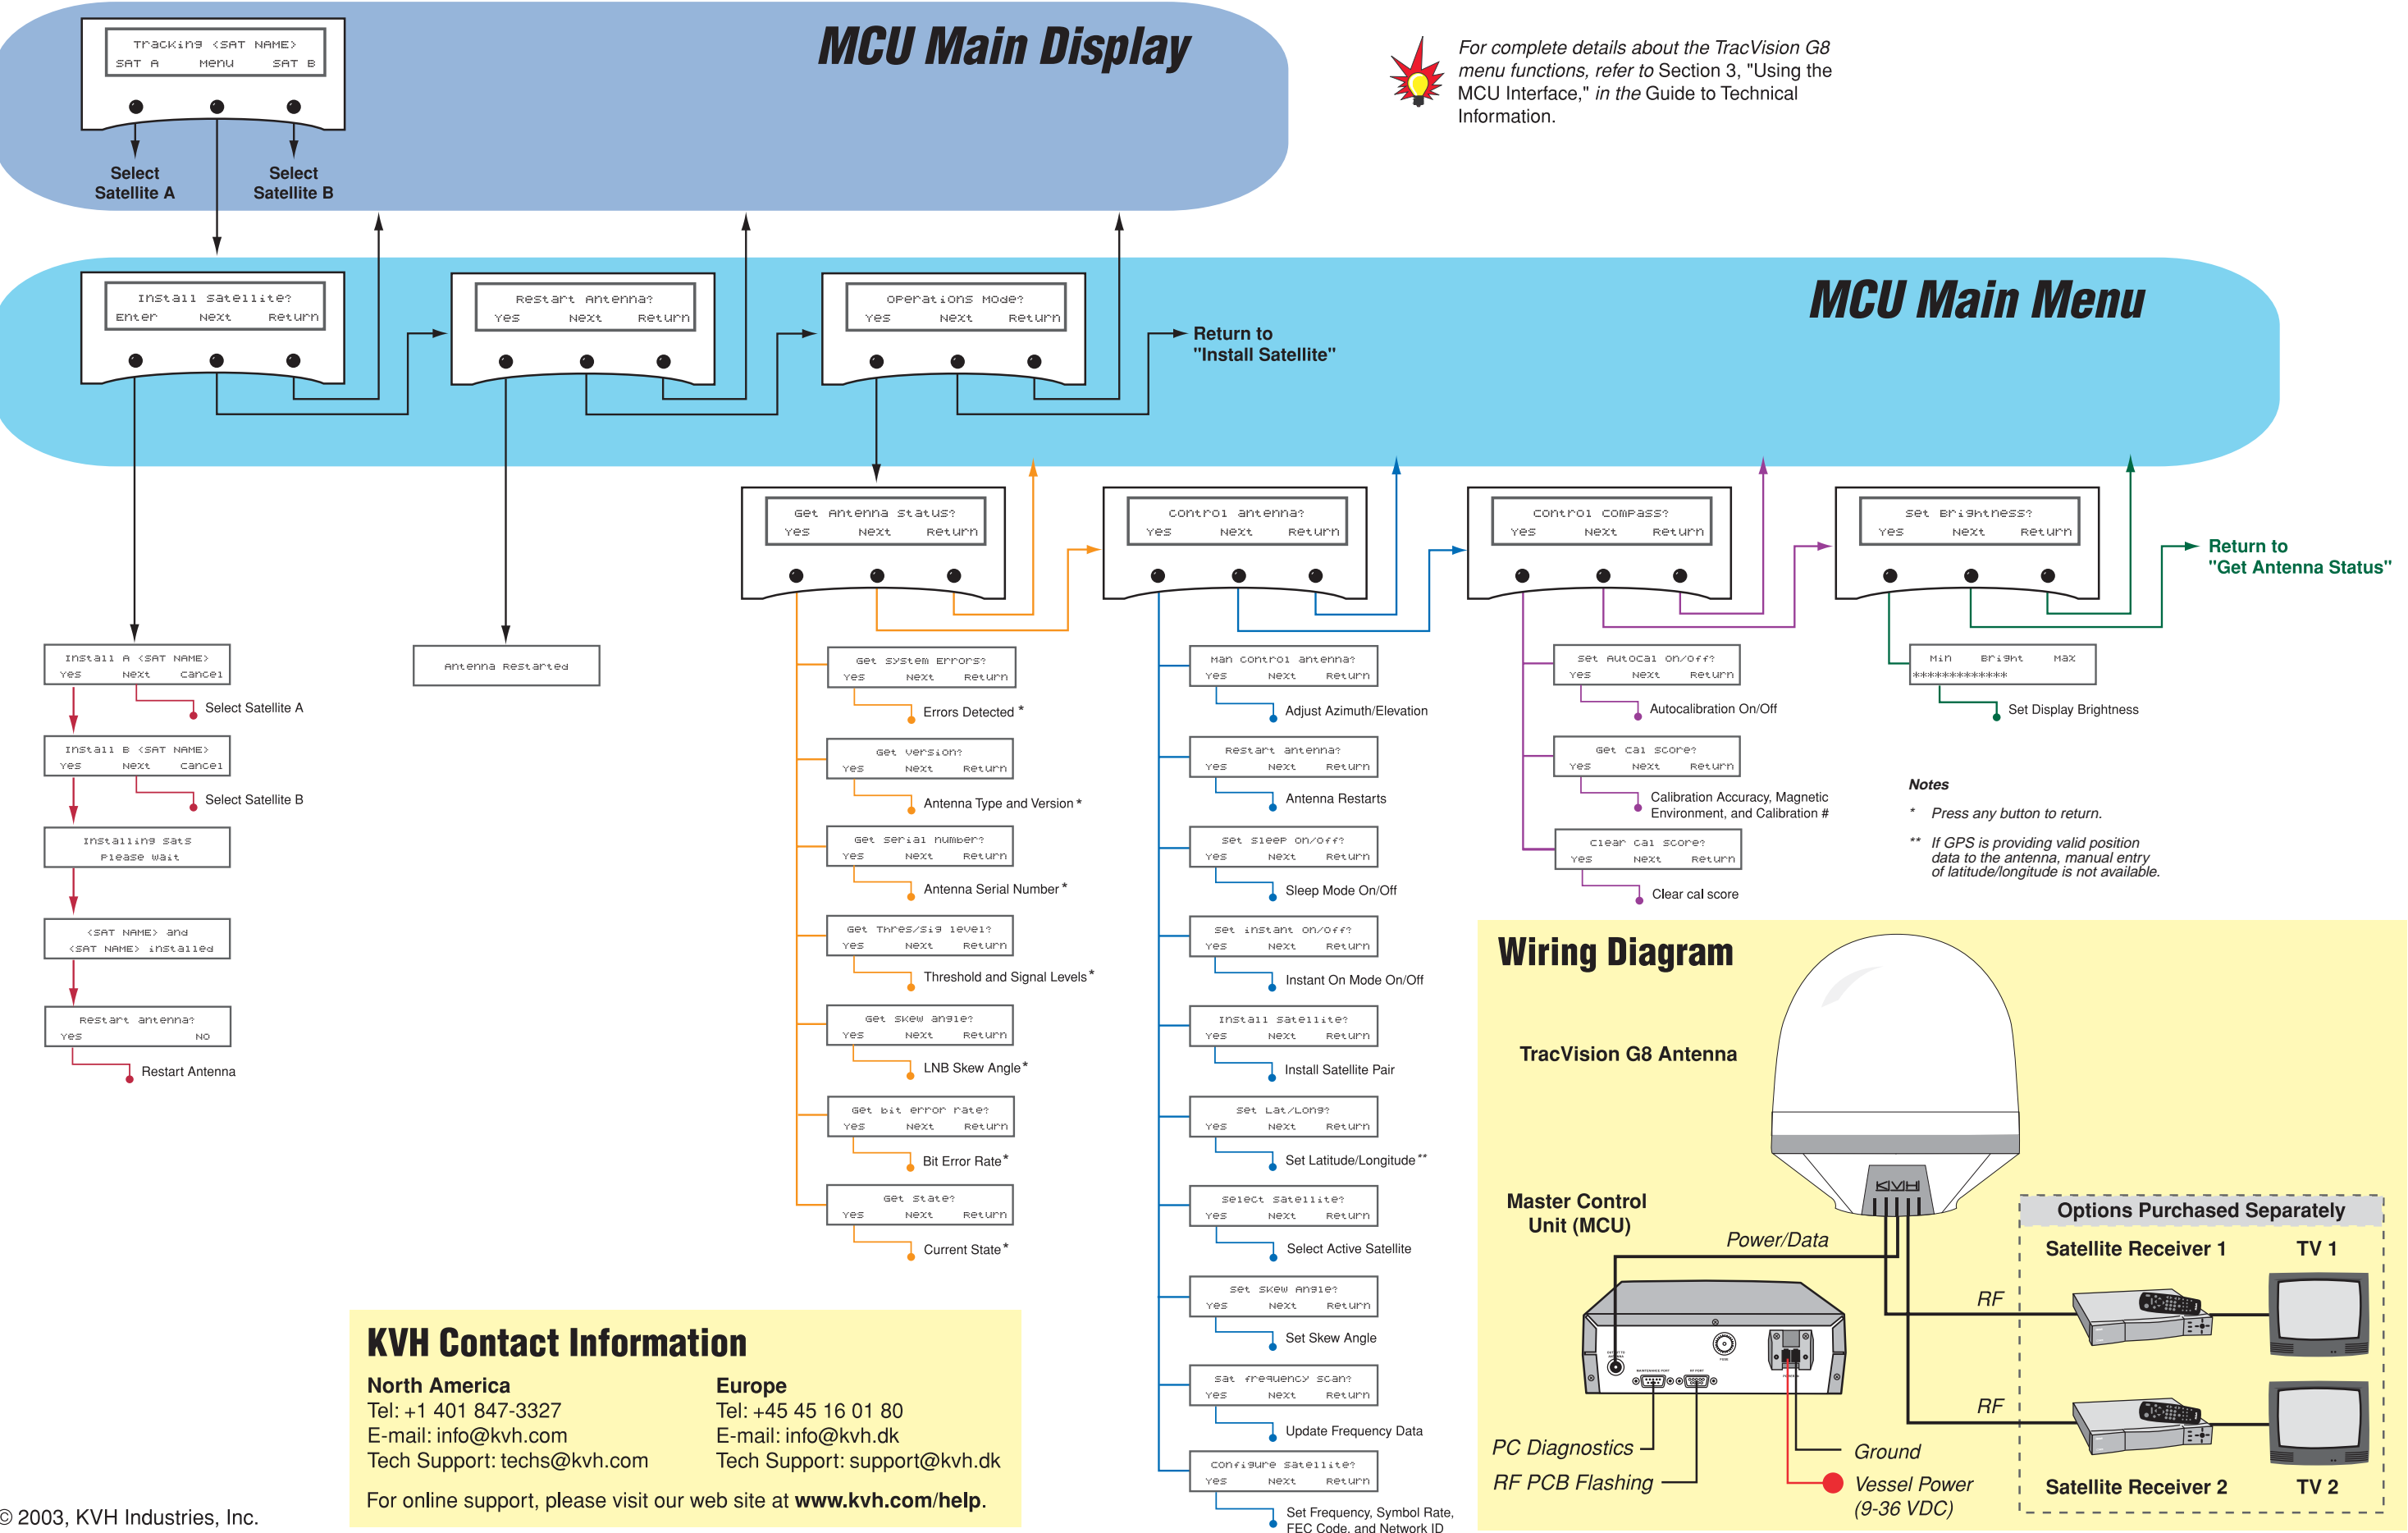 MCU Main Display
Tracking <SAT NAME>
SAT A Menu SAT B
Select
Satellite A
Select
Satellite B
For complete details about the TracVision G8
menu functions, refer to Section 3, "Using the
MCU Interface," in the Guide to Technical
Information.
MCU Main Menu
Install Satellite?
Enter Next Return
Restart Antenna?
Yes Next Return
Operations Mode?
Yes Next Return
Return to
"Install Satellite"
Get Antenna Status?
Yes Next Return
Control antenna?
Yes Next Return
Control Compass?
Yes Next Return
Set Brightness?
Yes Next Return
Return to
"Get Antenna Status"
Install A <SAT NAME>
Yes Next Cancel
Select Satellite A
Install B <SAT NAME>
Yes Next Cancel
Select Satellite B
Installing Sats
Please Wait
<SAT NAME> and
<SAT NAME> installed
Restart antenna?
Yes No
Restart Antenna
Antenna Restarted
Get System Errors?
Yes Next Return
Errors Detected *
Get Version?
Yes Next Return
Antenna Type and Version *
Get Serial number?
Yes Next Return
Antenna Serial Number *
Get Thres/Sig level?
Yes Next Return
Threshold and Signal Levels *
Get Skew angle?
Yes Next Return
LNB Skew Angle *
Get bit error rate?
Yes Next Return
Bit Error Rate *
Get State?
Yes Next Return
Current State *
Man Control antenna?
Yes Next Return
Adjust Azimuth/Elevation
Restart antenna?
Yes Next Return
Antenna Restarts
Set Sleep On/Off?
Yes Next Return
Sleep Mode On/Off
Set instant On/Off?
Yes Next Return
Instant On Mode On/Off
Install Satellite?
Yes Next Return
Install Satellite Pair
Set Lat/Long?
Yes Next Return
Set Latitude/Longitude **
Select Satellite?
Yes Next Return
Select Active Satellite
Set Skew Angle?
Yes Next Return
Set Skew Angle
Sat frequency scan?
Yes Next Return
Update Frequency Data
Configure Satellite?
Yes Next Return
Set Frequency, Symbol Rate,
FEC Code, and Network ID
Set AutoCal On/Off?
Yes Next Return
Autocalibration On/Off
Get Cal Score?
Yes Next Return
Calibration Accuracy, Magnetic
Environment, and Calibration #
Clear Cal Score?
Yes Next Return
Clear cal score
Min Bright Max
*************
Set Display Brightness
Notes
* Press any button to return.
** If GPS is providing valid position
data to the antenna, manual entry
of latitude/longitude is not available.
Wiring Diagram
TracVision G8 Antenna
KVH
Master Control
Unit (MCU)
Power/Data
RF
RF
PC Diagnostics
RF PCB Flashing
Ground
Vessel Power
(9-36 VDC)
Options Purchased Separately
Satellite Receiver 1 TV 1
Satellite Receiver 2 TV 2
MAINTENANCE PORT
RF PORT
KVH Contact Information
North America
Tel: +1 401 847-3327
E-mail: info@kvh.com
Tech Support: techs@kvh.com
Europe
Tel: +45 45 16 01 80
E-mail: info@kvh.dk
Tech Support: support@kvh.dk
For online support, please visit our web site at www.kvh.com/help.
© 2003, KVH Industries, Inc.